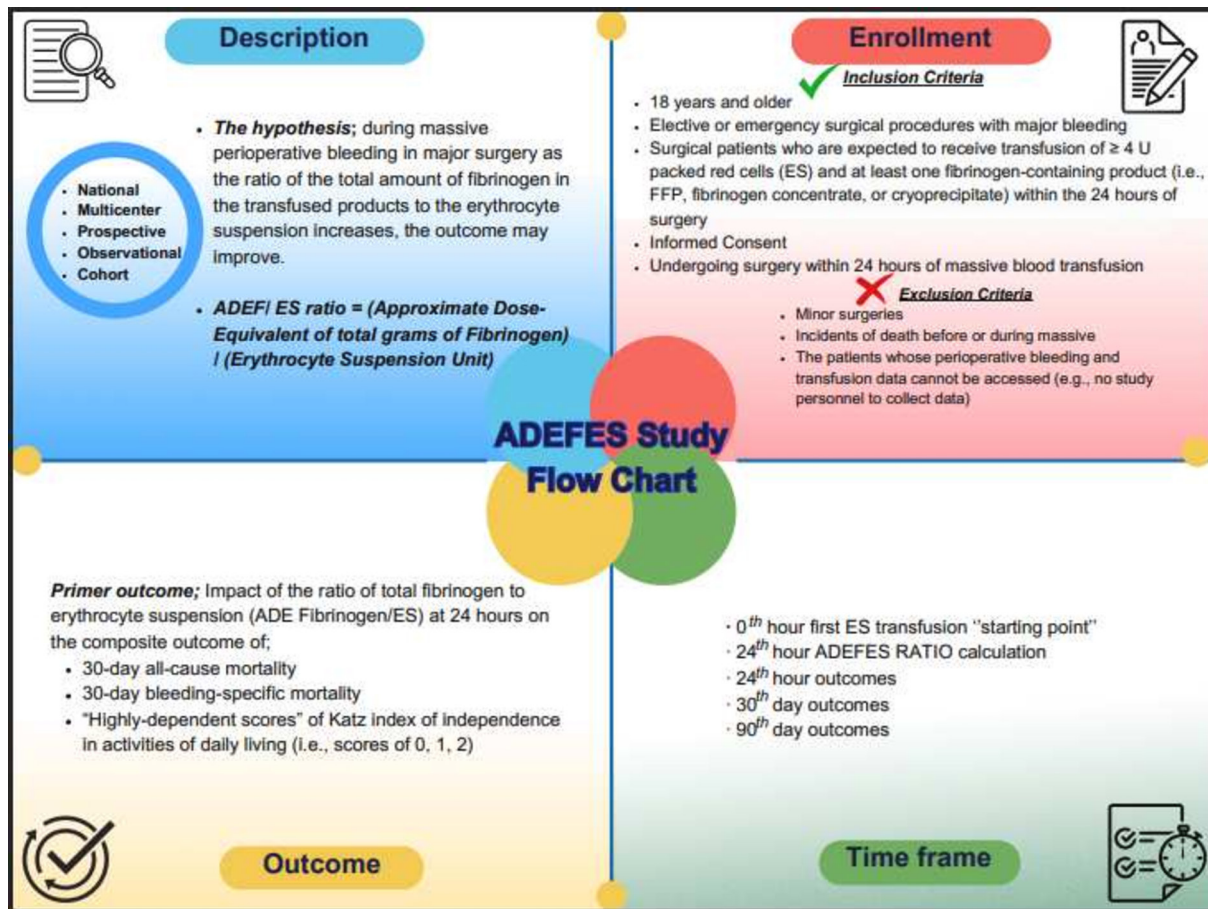 Description
• National
• Multicenter
• Prospective
• Observational
• Cohort
• The hypothesis; during massive
perioperative bleeding in major surgery as
the ratio of the total amount of fibrinogen in
the transfused products to the erythrocyte
suspension increases, the outcome may
improve.
• ADEF/ ES ratio = (Approximate Dose-
Equivalent of total grams of Fibrinogen)
/ (Erythrocyte Suspension Unit)
Enrollment
Inclusion Criteria
• 18 years and older
• Elective or emergency surgical procedures with major bleeding
• Surgical patients who are expected to receive transfusion of ≥ 4 U
packed red cells (ES) and at least one fibrinogen-containing product (i.e.,
FFP, fibrinogen concentrate, or cryoprecipitate) within the 24 hours of
surgery
• Informed Consent
• Undergoing surgery within 24 hours of massive blood transfusion
Exclusion Criteria
• Minor surgeries
• Incidents of death before or during massive
• The patients whose perioperative bleeding and
transfusion data cannot be accessed (e.g., no study
personnel to collect data)
ADEFES Study
Flow Chart
Primer outcome; Impact of the ratio of total fibrinogen to
erythrocyte suspension (ADE Fibrinogen/ES) at 24 hours on
the composite outcome of;
• 30-day all-cause mortality
• 30-day bleeding-specific mortality
• “Highly-dependent scores” of Katz index of independence
in activities of daily living (i.e., scores of 0, 1, 2)
Outcome
· 0th hour first ES transfusion ''starting point''
· 24th hour ADEFES RATIO calculation
· 24th hour outcomes
· 30th day outcomes
· 90th day outcomes
Time frame